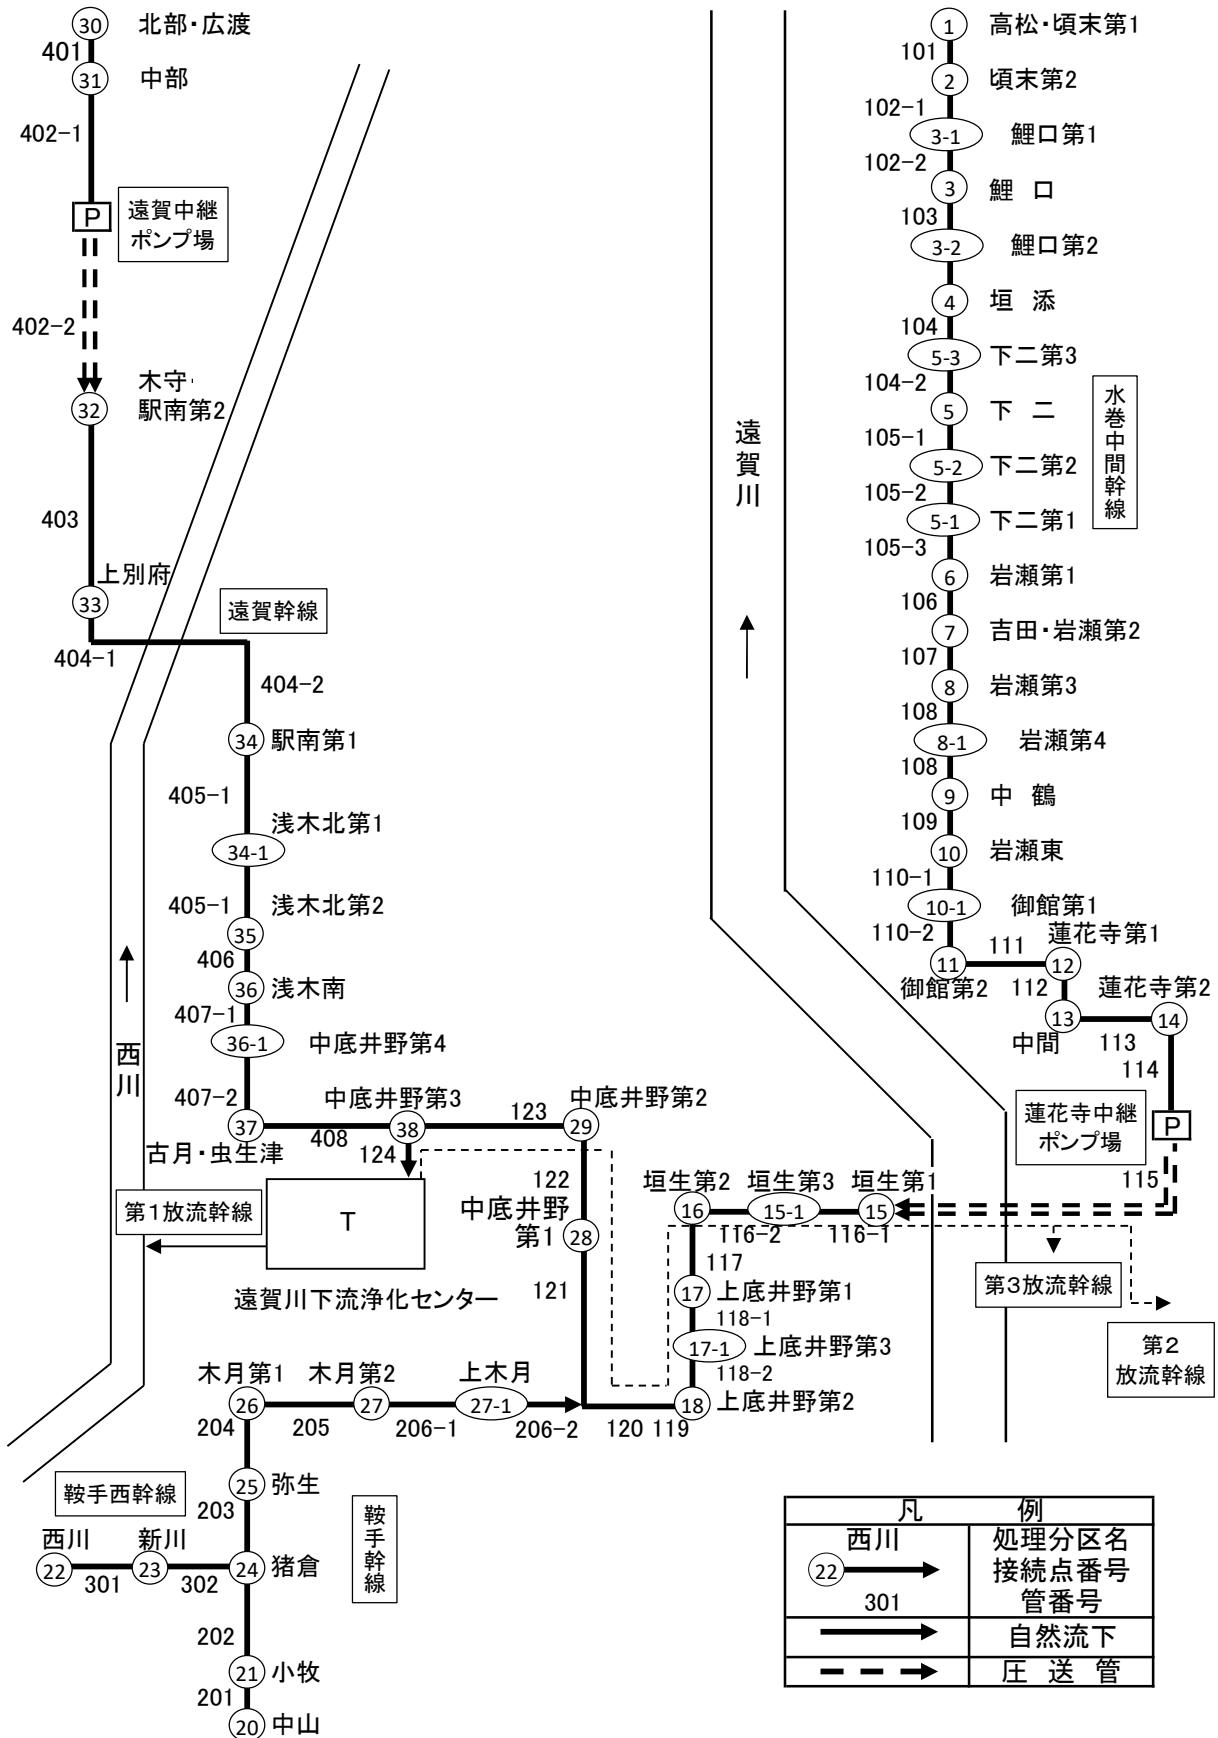 30
北部・広渡
401
31
中部
402-1
P
遠賀中継
ポンプ場
402-2
木守・
32
駅南第2
403
上別府
33
遠賀幹線
404-1
404-2
34
駅南第1
405-1
浅木北第1
34-1
405-1
浅木北第2
35
406
36
浅木南
407-1
36-1
中底井野第4
西川
407-2
37
古月・虫生津
408
中底井野第3
38
124
123
中底井野第2
29
122
中底井野
第1
28
121
第1放流幹線
T
遠賀川下流浄化センター
木月第1
26
204
205
木月第2
27
206-1
上木月
27-1
206-2
120
119
25
弥生
203
鞍手西幹線
鞍手幹線
西川
22
301
新川
23
302
24
猪倉
202
21
小牧
201
20
中山
遠賀川
1
高松・頃末第1
101
2
頃末第2
102-1
3-1
鯉口第1
102-2
3
鯉 口
103
3-2
鯉口第2
4
垣 添
104
5-3
下二第3
104-2
5
下 二
105-1
5-2
下二第2
105-2
5-1
下二第1
105-3
水巻中間幹線
6
岩瀬第1
106
7
吉田・岩瀬第2
107
8
岩瀬第3
108
8-1
岩瀬第4
108
9
中 鶴
109
10
岩瀬東
110-1
10-1
御館第1
110-2
11
御館第2
111
蓮花寺第1
12
112
13
中間
113
蓮花寺第2
14
114
蓮花寺中継
ポンプ場
P
115
垣生第1
15
116-1
垣生第3
15-1
116-2
垣生第2
16
117
17
上底井野第1
118-1
17-1
上底井野第3
118-2
18
上底井野第2
第3放流幹線
第2
放流幹線
凡 例
西川
22
301
処理分区名
接続点番号
管番号
自然流下
圧 送 管